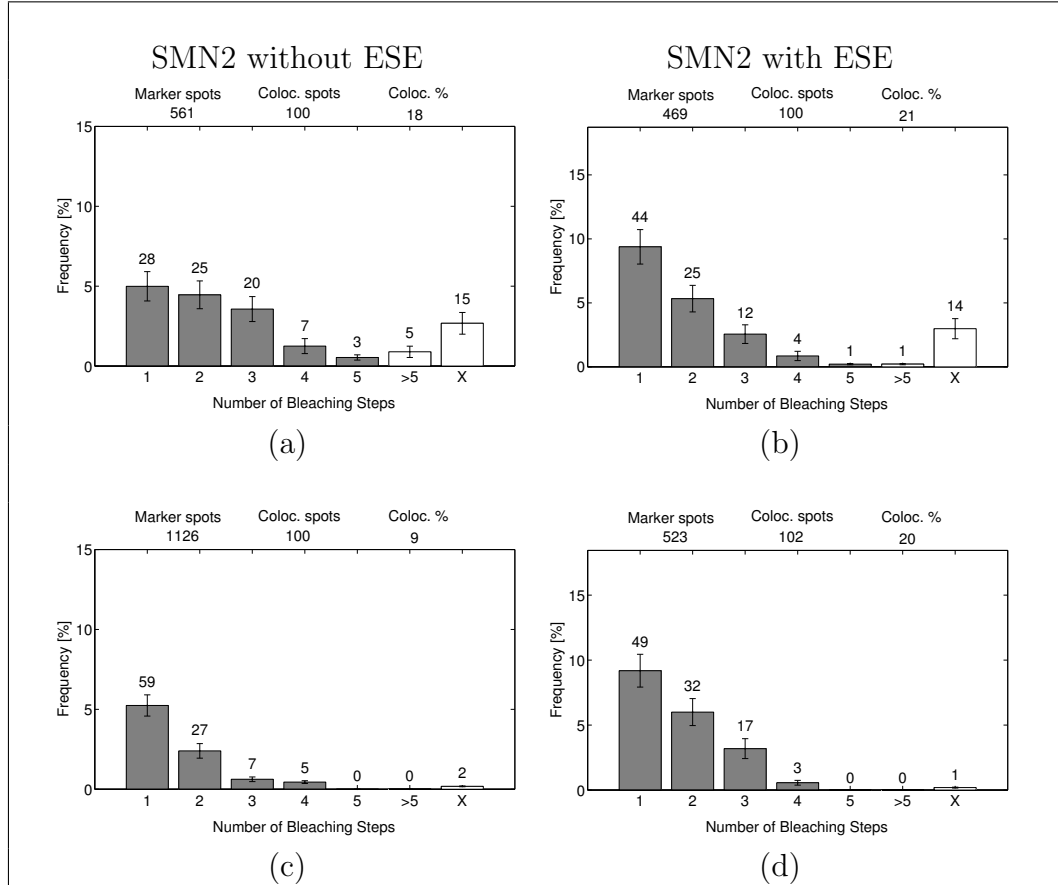 SMN2 without ESE
SMN2 with ESE
Marker spots Coloc. spots Coloc. %
561 100 18
15
10
5
0
Frequency [%]
28
25
20
7
3
5
15
1 2 3 4 5 >5 X
Number of Bleaching Steps
(a)
Marker spots Coloc. spots Coloc. %
469 100 21
15
10
5
0
Frequency [%]
44
25
12
4
1
1
14
1 2 3 4 5 >5 X
Number of Bleaching Steps
(b)
Marker spots Coloc. spots Coloc. %
1126 100 9
15
10
5
0
Frequency [%]
59
27
7
5
0
0
2
1 2 3 4 5 >5 X
Number of Bleaching Steps
(c)
Marker spots Coloc. spots Coloc. %
523 102 20
15
10
5
0
Frequency [%]
49
32
17
3
0
0
1
1 2 3 4 5 >5 X
Number of Bleaching Steps
(d)